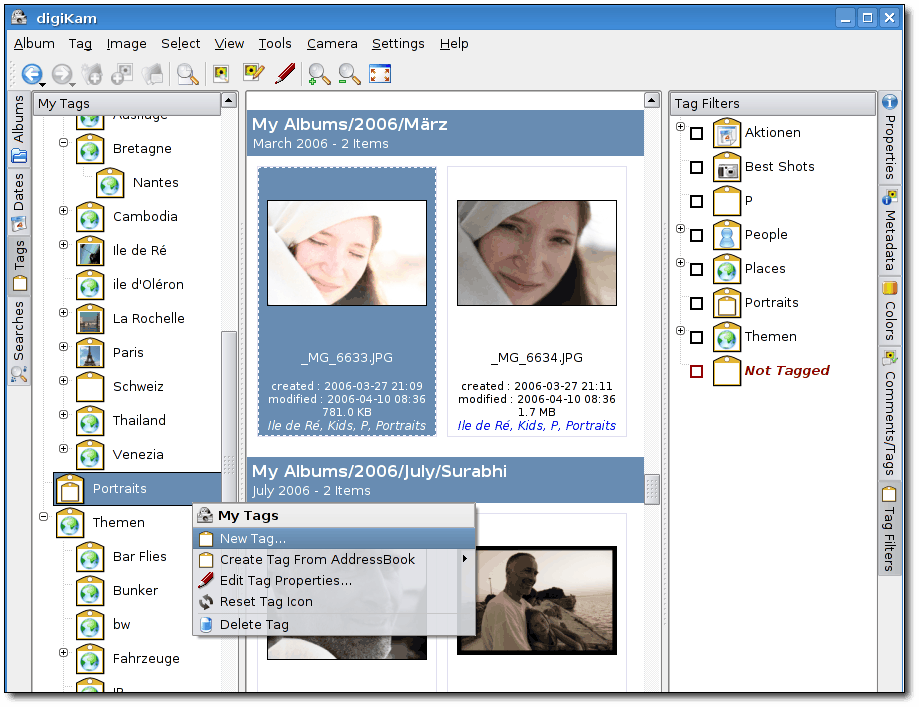 digiKam
Album Tag Image Select View Tools Camera Settings Help
Albums
Dates
Tags
Searches
My Tags
Ausflüge
Bretagne
Nantes
Cambodia
Ile de Ré
ile d'Oléron
La Rochelle
Paris
Schweiz
Thailand
Venezia
Portraits
Themen
Bar Flies
Bunker
bw
Fahrzeuge
My Albums/2006/März
March 2006 - 2 Items
_MG_6633.JPG
created : 2006-03-27 21:09
modified : 2006-04-10 08:36
781.0 KB
Ile de Ré, Kids, P, Portraits
_MG_6634.JPG
created : 2006-03-27 21:11
modified : 2006-04-10 08:36
1.7 MB
Ile de Ré, Kids, P, Portraits
My Albums/2006/July/Surabhi
July 2006 - 2 Items
My Tags
New Tag...
Create Tag From AddressBook
Edit Tag Properties...
Reset Tag Icon
Delete Tag
Tag Filters
Aktionen
Best Shots
P
People
Places
Portraits
Themen
Not Tagged
Properties
Metadata
Colors
Comments/Tags
Tag Filters